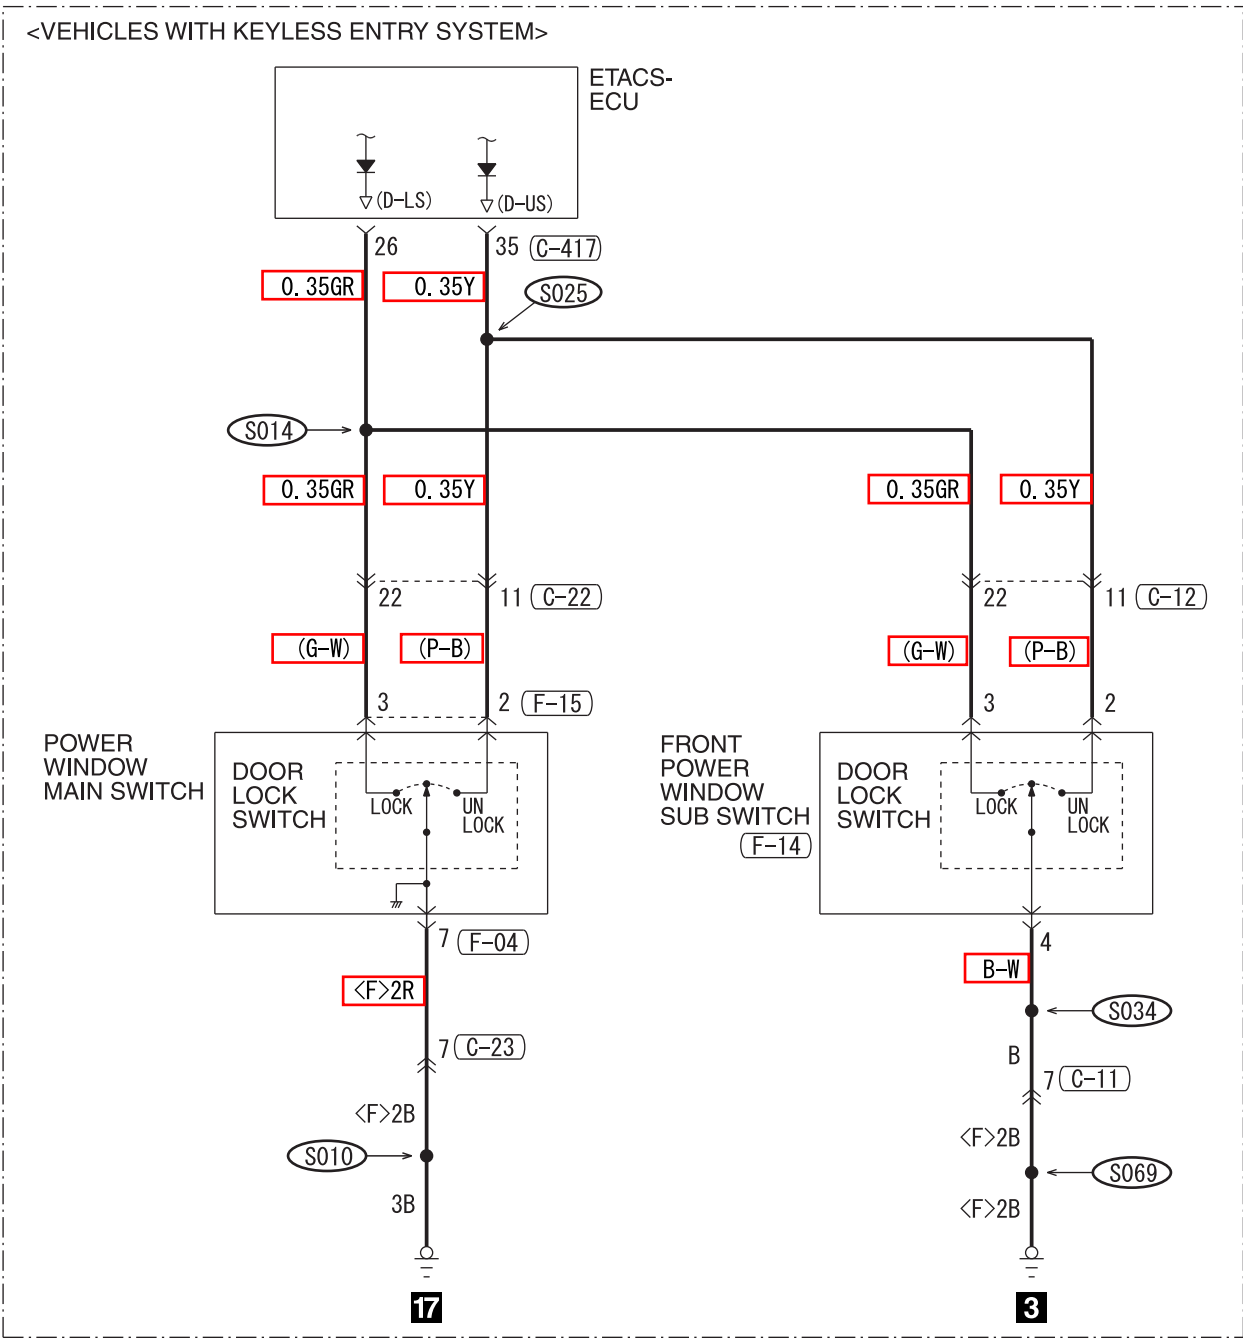 <VEHICLES WITH KEYLESS ENTRY SYSTEM>
ETACS-
ECU
(D-LS)
(D-US)
26
35
C-417
0.35GR
0.35Y
S025
S014
0.35GR
0.35Y
0.35GR
0.35Y
22
11
C-22
22
11
C-12
(G-W)
(P-B)
(G-W)
(P-B)
3
2
F-15
3
2
POWER
WINDOW
MAIN SWITCH
DOOR
LOCK
SWITCH
LOCK
UN
LOCK
FRONT
POWER
WINDOW
SUB SWITCH
F-14
DOOR
LOCK
SWITCH
LOCK
UN
LOCK
7
F-04
4
<F>2R
B-W
S034
7
C-23
B
7
C-11
<F>2B
<F>2B
S010
S069
3B
<F>2B
17
3